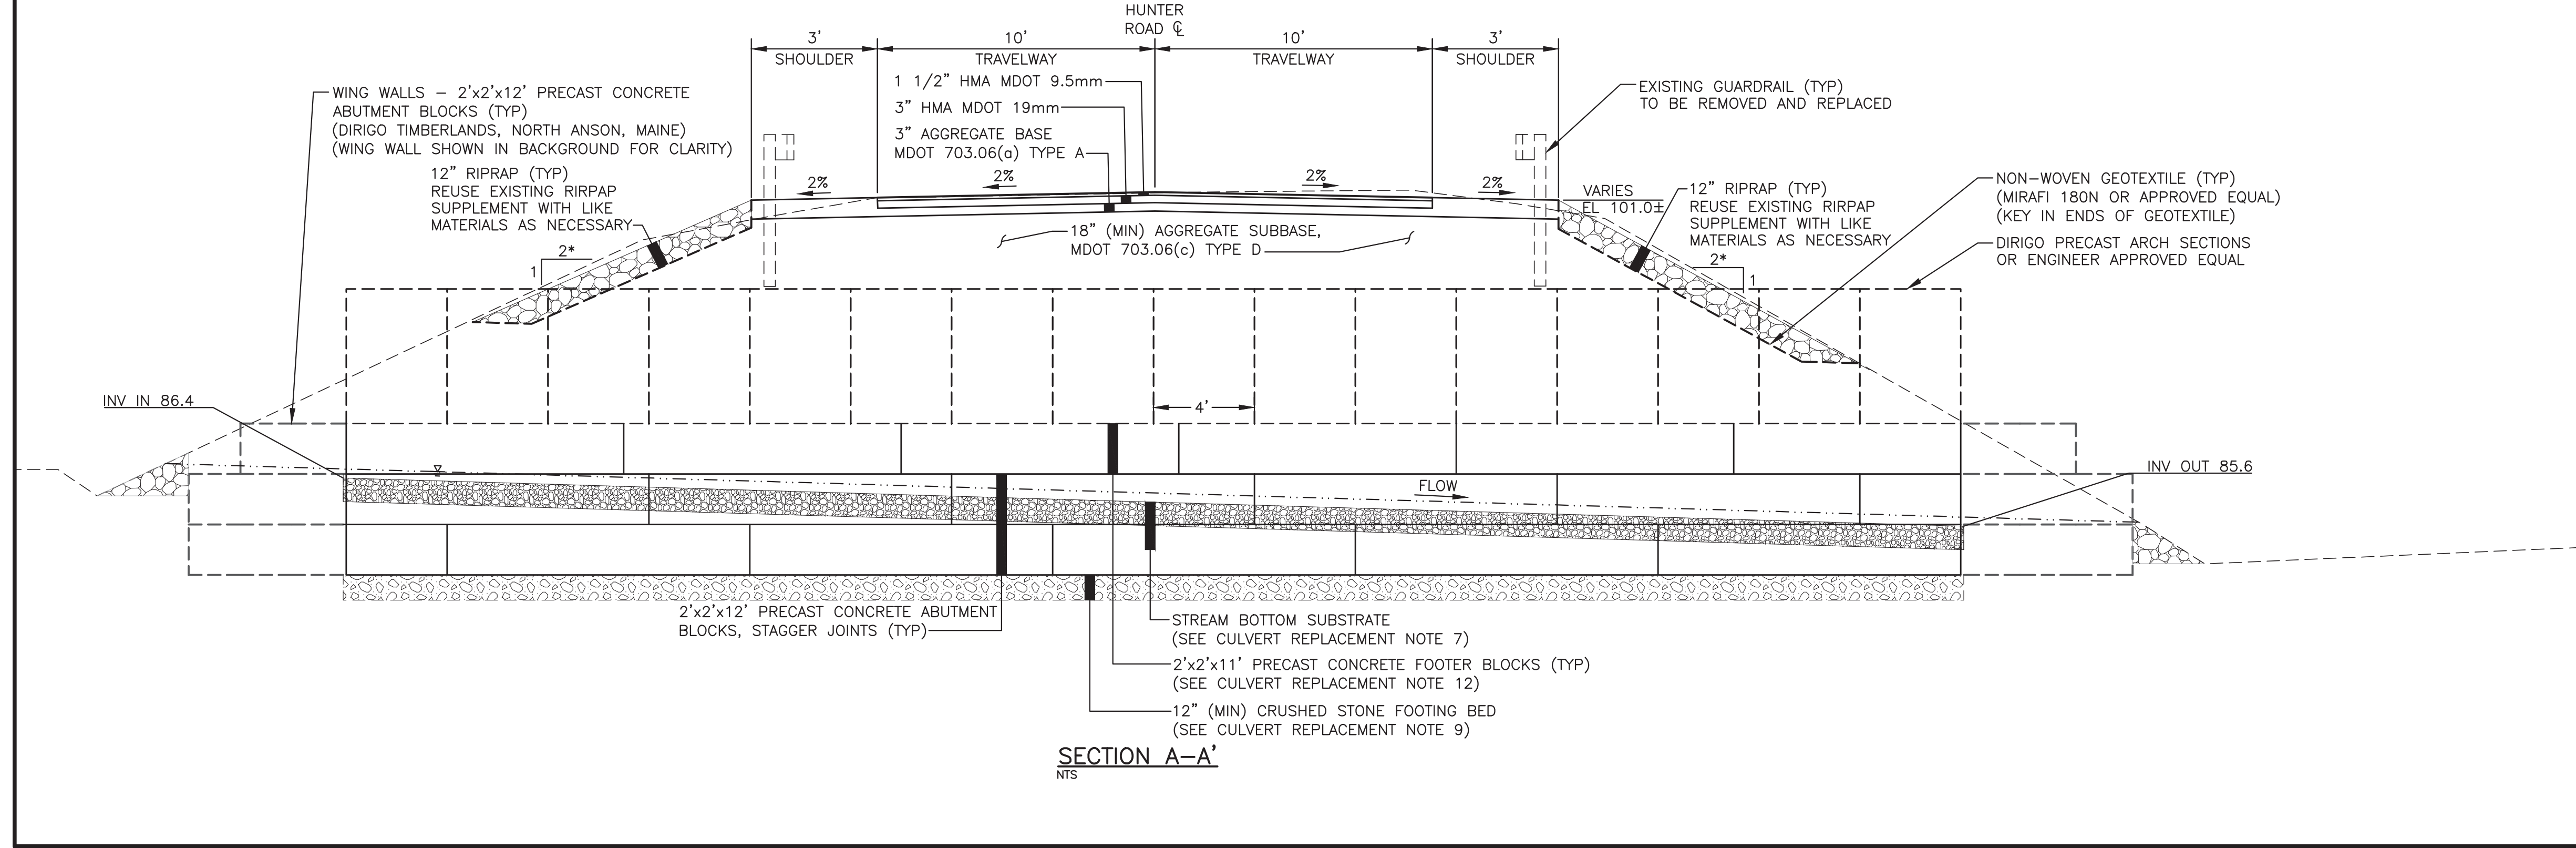 HUNTER
ROAD ℄
3'
10'
10'
3'
SHOULDER
TRAVELWAY
TRAVELWAY
SHOULDER
1 1/2" HMA MDOT 9.5mm
3" HMA MDOT 19mm
3" AGGREGATE BASE
MDOT 703.06(a) TYPE A
WING WALLS – 2'x2'x12' PRECAST CONCRETE
ABUTMENT BLOCKS (TYP)
(DIRIGO TIMBERLANDS, NORTH ANSON, MAINE)
(WING WALL SHOWN IN BACKGROUND FOR CLARITY)
12" RIPRAP (TYP)
REUSE EXISTING RIRPAP
SUPPLEMENT WITH LIKE
MATERIALS AS NECESSARY
EXISTING GUARDRAIL (TYP)
TO BE REMOVED AND REPLACED
2%
2%
2%
2%
VARIES
EL 101.0±
12" RIPRAP (TYP)
REUSE EXISTING RIRPAP
SUPPLEMENT WITH LIKE
MATERIALS AS NECESSARY
NON-WOVEN GEOTEXTILE (TYP)
(MIRAFI 180N OR APPROVED EQUAL)
(KEY IN ENDS OF GEOTEXTILE)
DIRIGO PRECAST ARCH SECTIONS
OR ENGINEER APPROVED EQUAL
18" (MIN) AGGREGATE SUBBASE,
MDOT 703.06(c) TYPE D
2*
1
2*
1
INV IN 86.4
4'
INV OUT 85.6
FLOW
2'x2'x12' PRECAST CONCRETE ABUTMENT
BLOCKS, STAGGER JOINTS (TYP)
STREAM BOTTOM SUBSTRATE
(SEE CULVERT REPLACEMENT NOTE 7)
2'x2'x11' PRECAST CONCRETE FOOTER BLOCKS (TYP)
(SEE CULVERT REPLACEMENT NOTE 12)
12" (MIN) CRUSHED STONE FOOTING BED
(SEE CULVERT REPLACEMENT NOTE 9)
SECTION A-A'
NTS